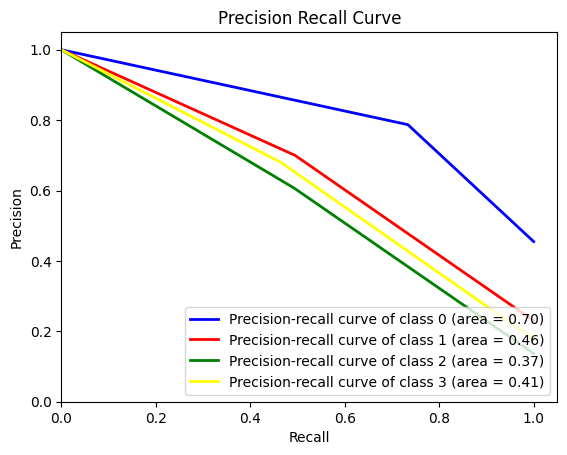 Precision Recall Curve
1.0
0.8
0.6
0.4
0.2
0.0
Precision
Precision-recall curve of class 0 (area = 0.70)
Precision-recall curve of class 1 (area = 0.46)
Precision-recall curve of class 2 (area = 0.37)
Precision-recall curve of class 3 (area = 0.41)
0.0 0.2 0.4 0.6 0.8 1.0
Recall